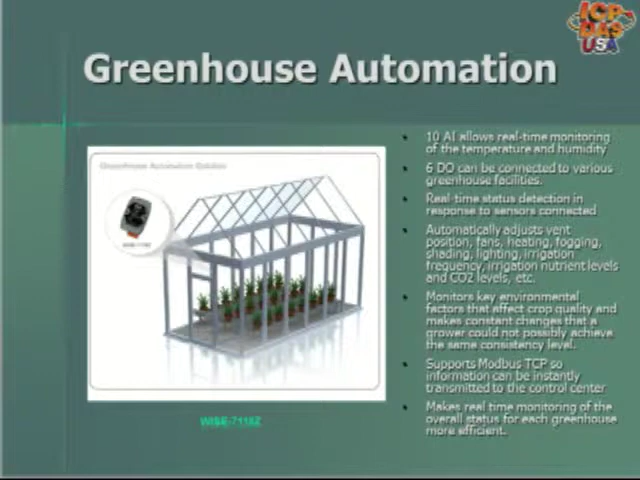 ICP
DAS
USA
Greenhouse Automation
Greenhouse Automation Solution
10 AI allows real-time monitoring
of the temperature and humidity
6 DO can be connected to various
greenhouse facilities.
Real-time status detection in
response to sensors connected
Automatically adjusts vent
position, fans, heating, fogging,
shading, lighting, irrigation
frequency, irrigation nutrient levels
and CO2 levels, etc.
Monitors key environmental
factors that affect crop quality and
makes constant changes that a
grower could not possibly achieve
the same consistency level.
Supports Modbus TCP so
information can be instantly
transmitted to the control center
Makes real time monitoring of the
overall status for each greenhouse
more efficient.
WISE-7118Z